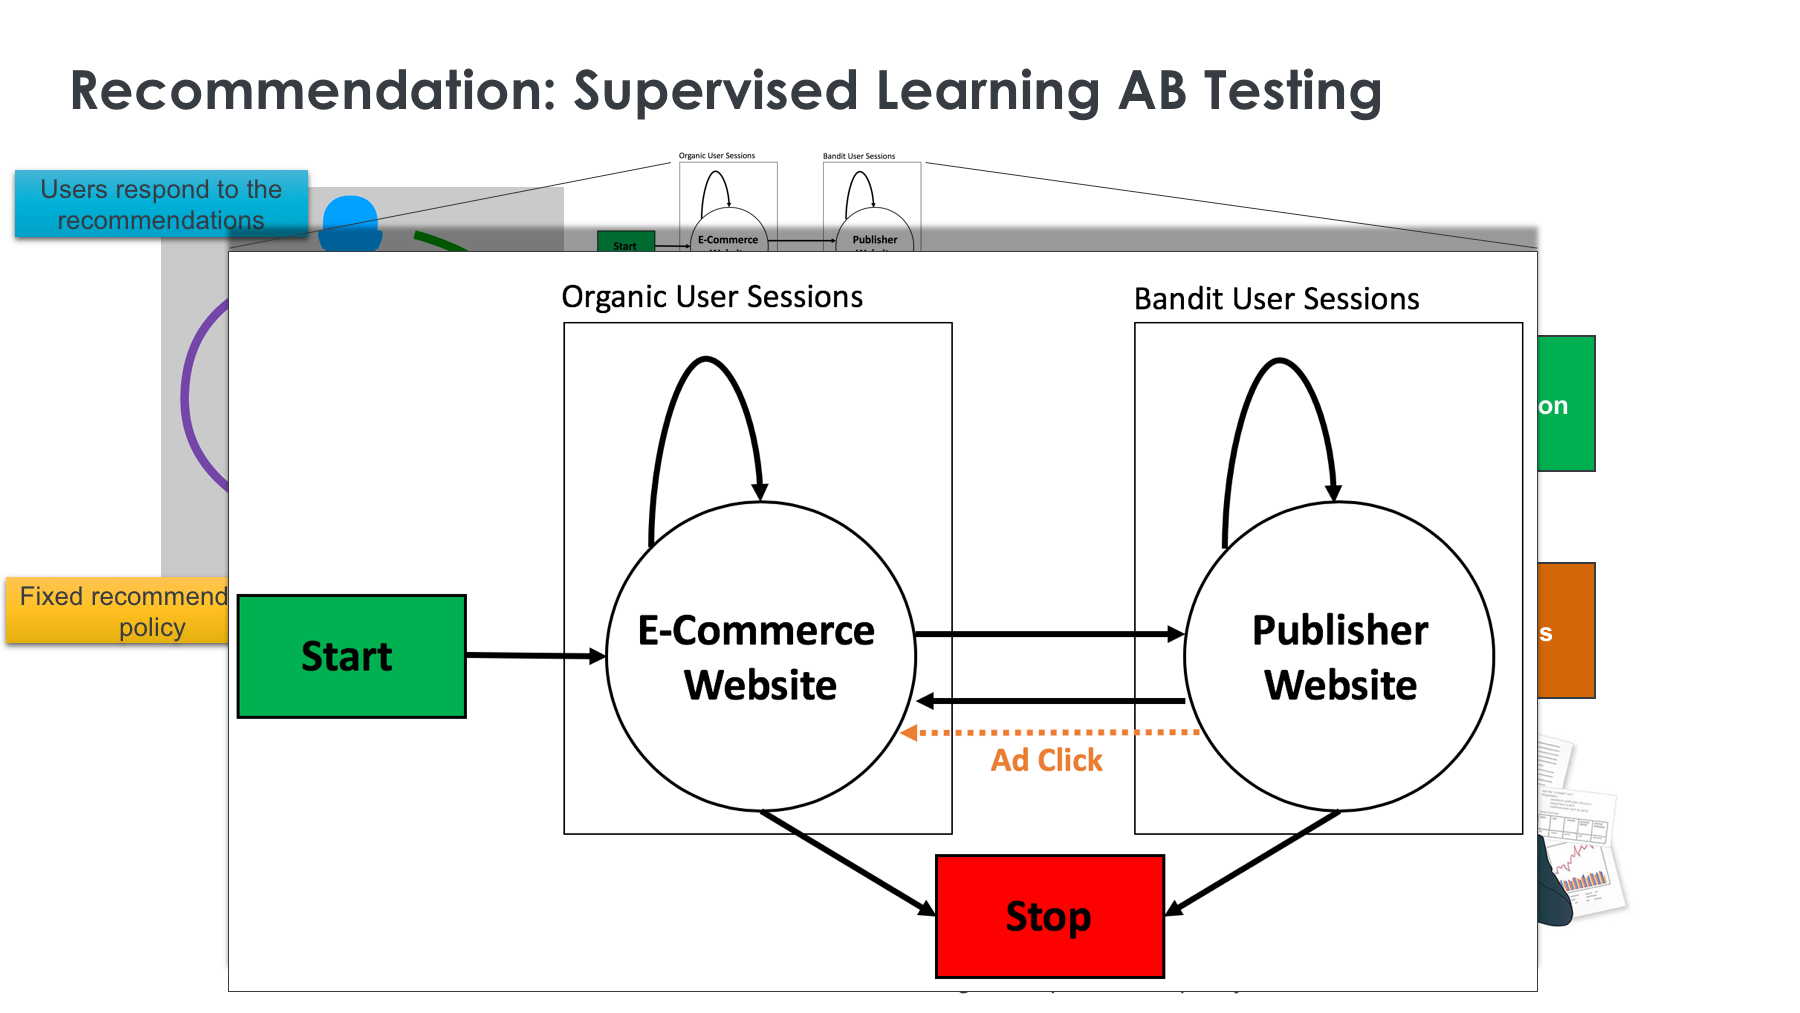 Recommendation: Supervised Learning AB Testing
Users respond to the
recommendations
Organic User Sessions
Bandit User Sessions
Start
E-Commerce
Publisher
Organic User Sessions
Bandit User Sessions
on
Fixed recommend
policy
Start
E-Commerce
Website
Publisher
Website
s
Ad Click
Stop